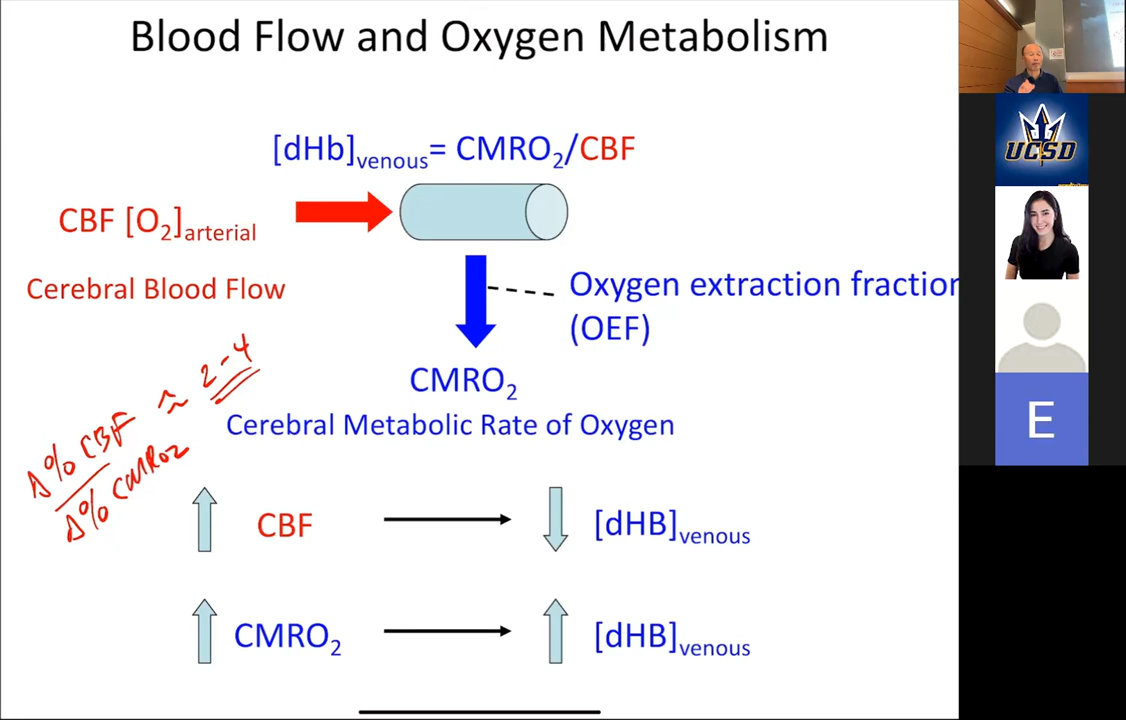 Blood Flow and Oxygen Metabolism
[dHb]venous= CMRO₂/CBF
CBF [O₂]arterial
Cerebral Blood Flow
Oxygen extraction fraction
(OEF)
CMRO₂
Cerebral Metabolic Rate of Oxygen
Δ% CBF ≈ 2-4
Δ% CMRO2
CBF
[dHB]venous
CMRO₂
[dHB]venous
UCSD
E